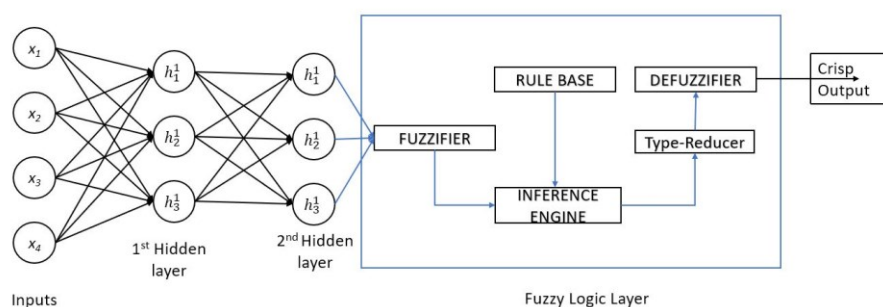 x₁
x₂
x₃
x₄
Inputs
h₁¹
h₂¹
h₃¹
1st Hidden
layer
h₁¹
h₂¹
h₃¹
2nd Hidden
layer
FUZZIFIER
RULE BASE
INFERENCE
ENGINE
DEFUZZIFIER
Type-Reducer
Crisp
Output
Fuzzy Logic Layer